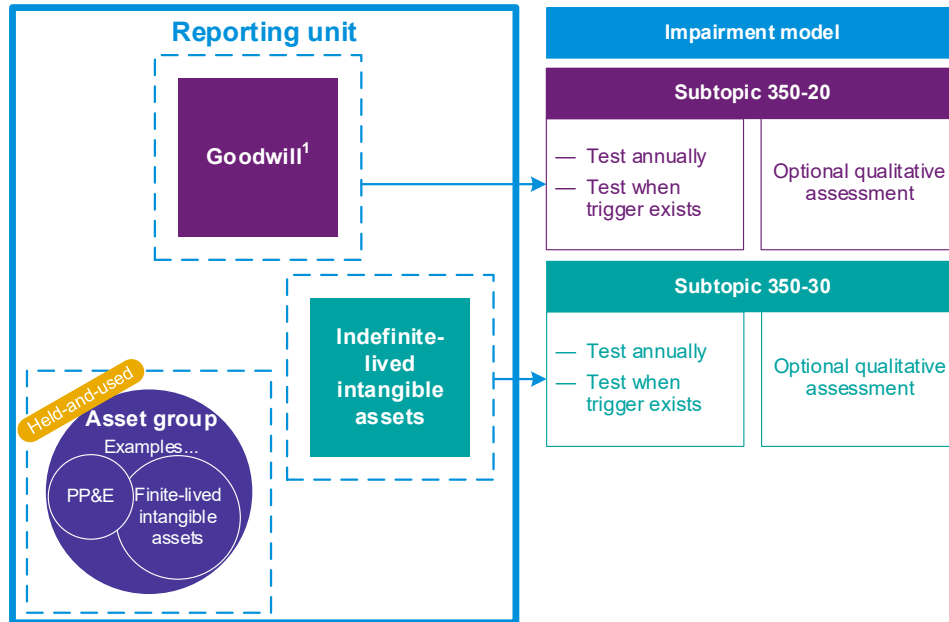 Reporting unit
Goodwill1
Indefinite-
lived
intangible
assets
Held-and-used
Asset group
Examples...
PP&E
Finite-lived
intangible
assets
Impairment model
Subtopic 350-20
— Test annually
— Test when
trigger exists
Optional qualitative
assessment
Subtopic 350-30
— Test annually
— Test when
trigger exists
Optional qualitative
assessment